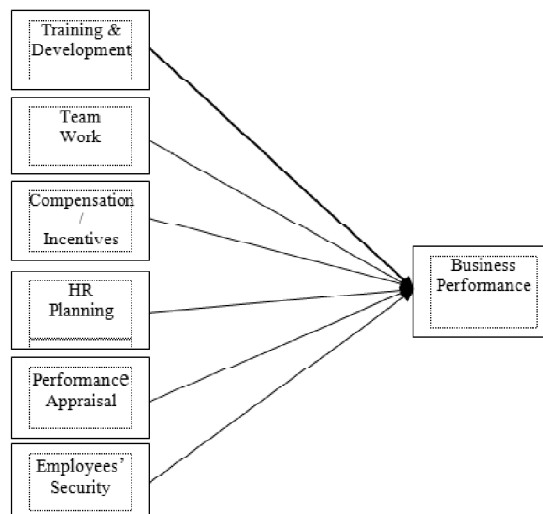 Training &
Development
Team
Work
Compensation
/
Incentives
HR
Planning
Performance
Appraisal
Employees’
Security
Business
Performance